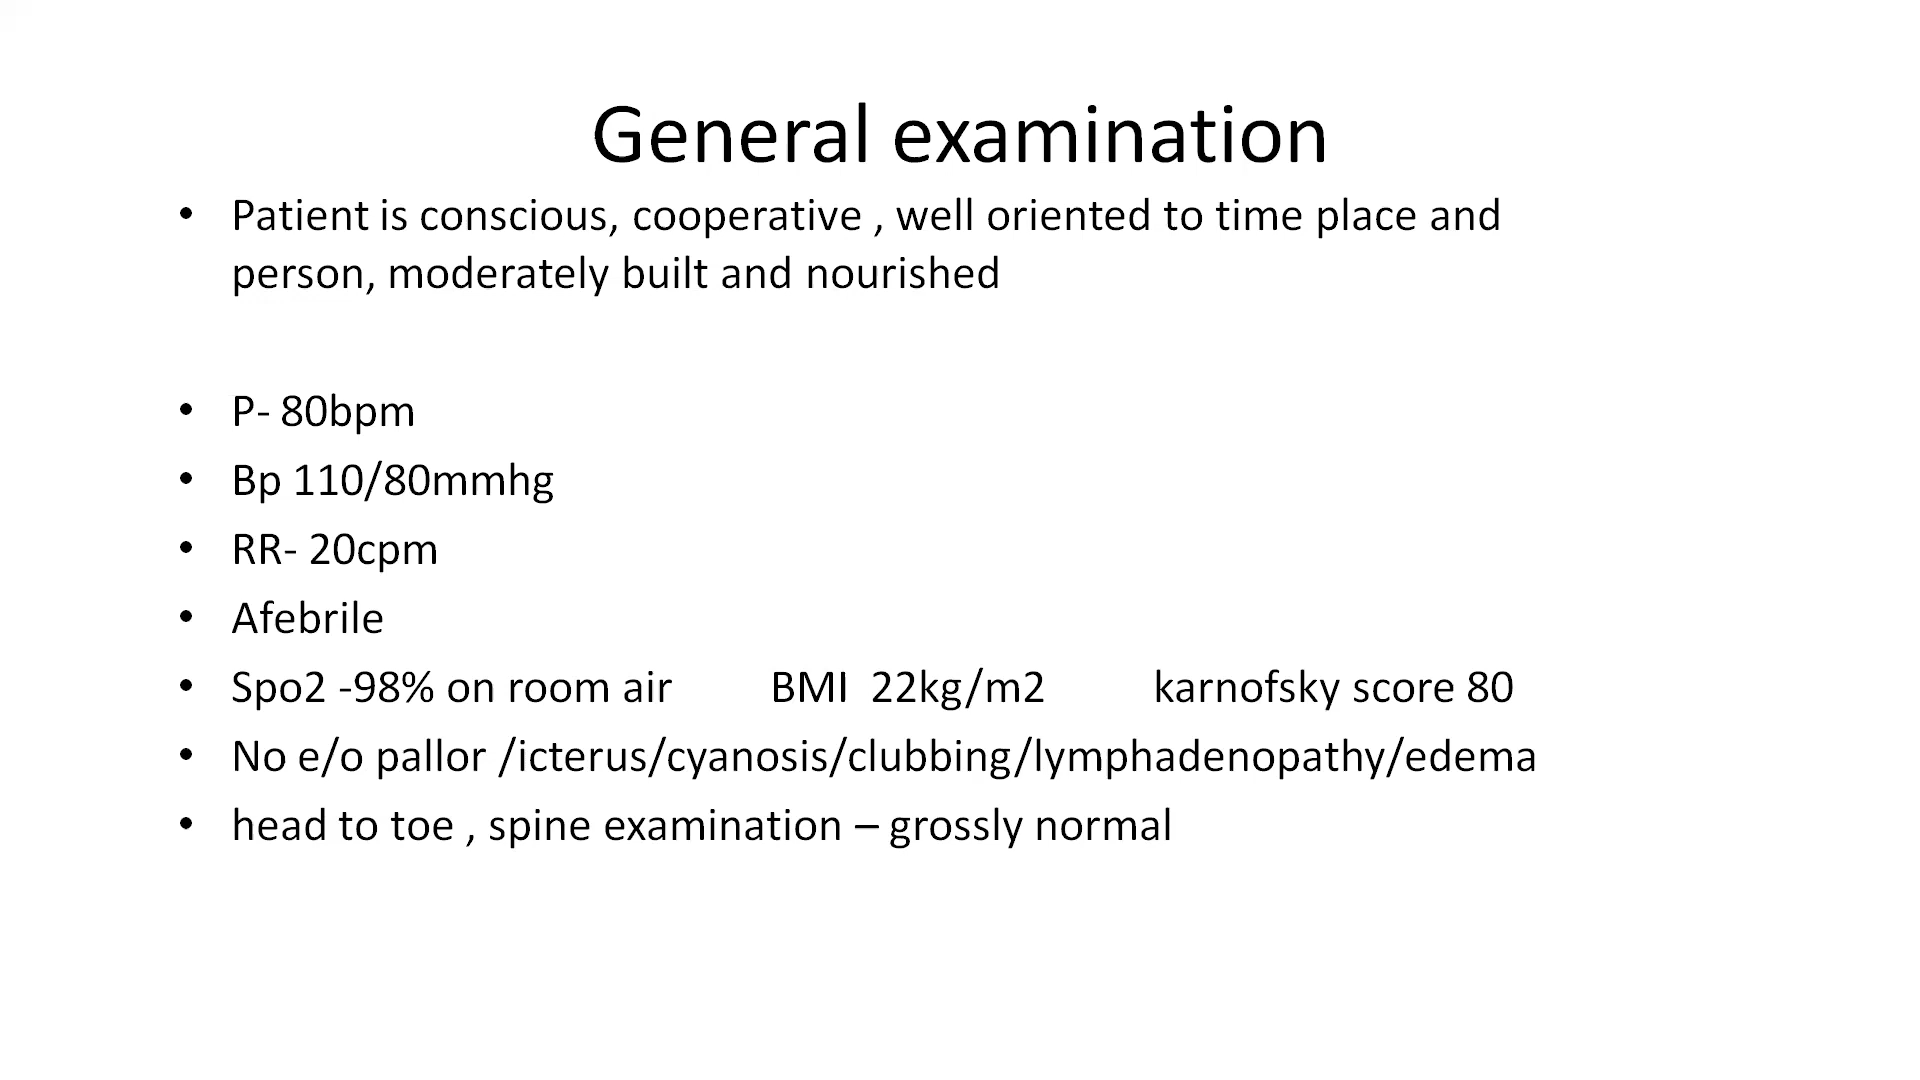 General examination
• Patient is conscious, cooperative , well oriented to time place and
person, moderately built and nourished
• P- 80bpm
• Bp 110/80mmhg
• RR- 20cpm
• Afebrile
• Spo2 -98% on room air BMI 22kg/m2 karnofsky score 80
• No e/o pallor /icterus/cyanosis/clubbing/lymphadenopathy/edema
• head to toe , spine examination – grossly normal